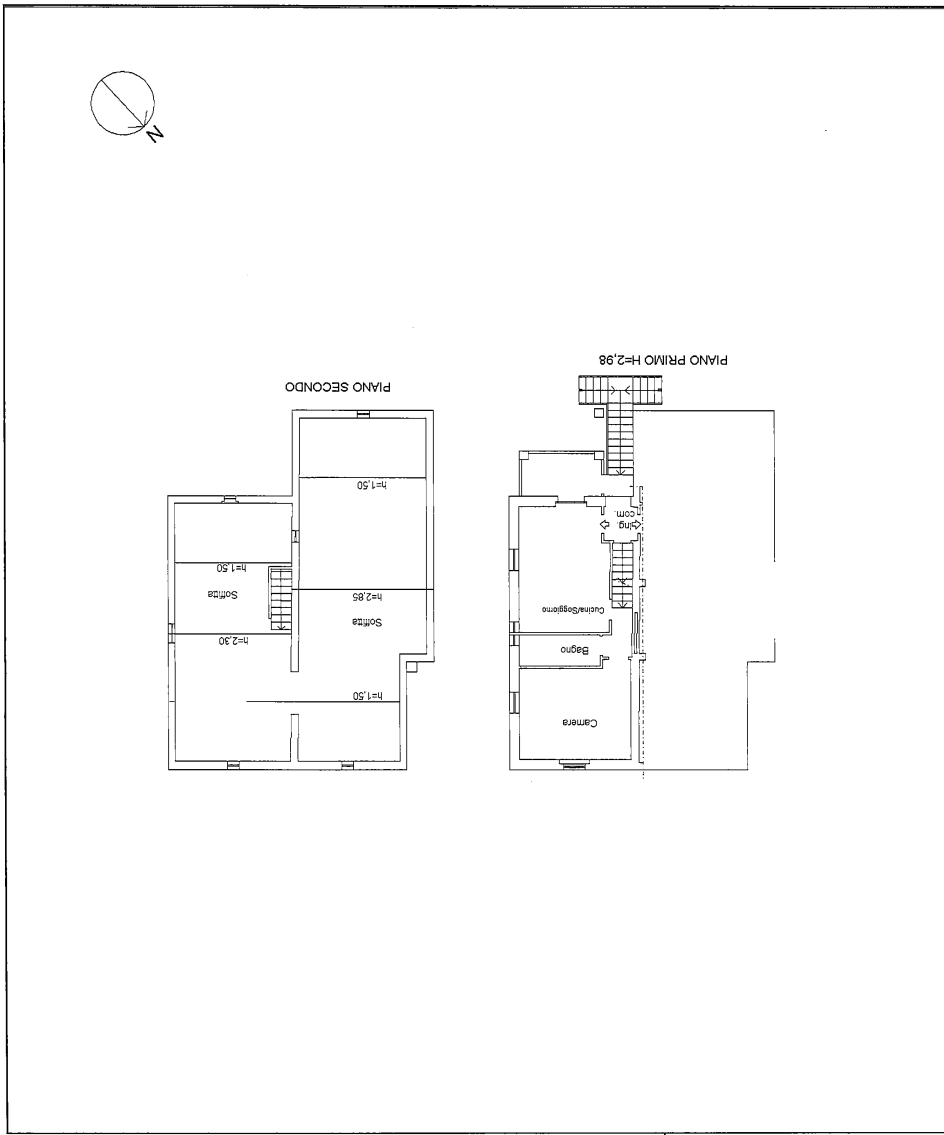 Camera
Bagno
Cucina/Soggiorno
ing.
com.
PIANO PRIMO H=2,98
h=1,50
h=2,30
Soffitta
h=2,85
Soffitta
h=1,50
h=1,50
PIANO SECONDO
N